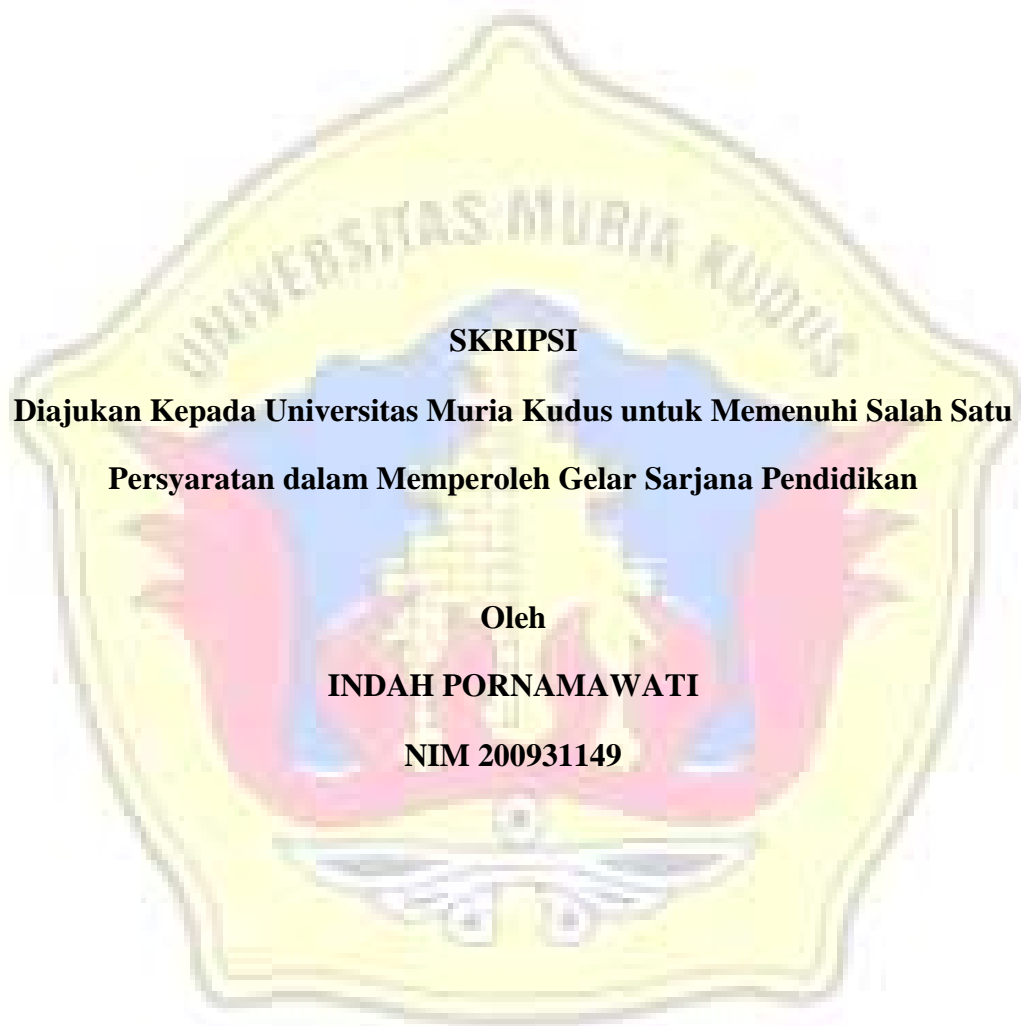 UNIVERSITAS MURIA KUDUS
SKRIPSI
Diajukan Kepada Universitas Muria Kudus untuk Memenuhi Salah Satu
Persyaratan dalam Memperoleh Gelar Sarjana Pendidikan
Oleh
INDAH PORNAMAWATI
NIM 200931149